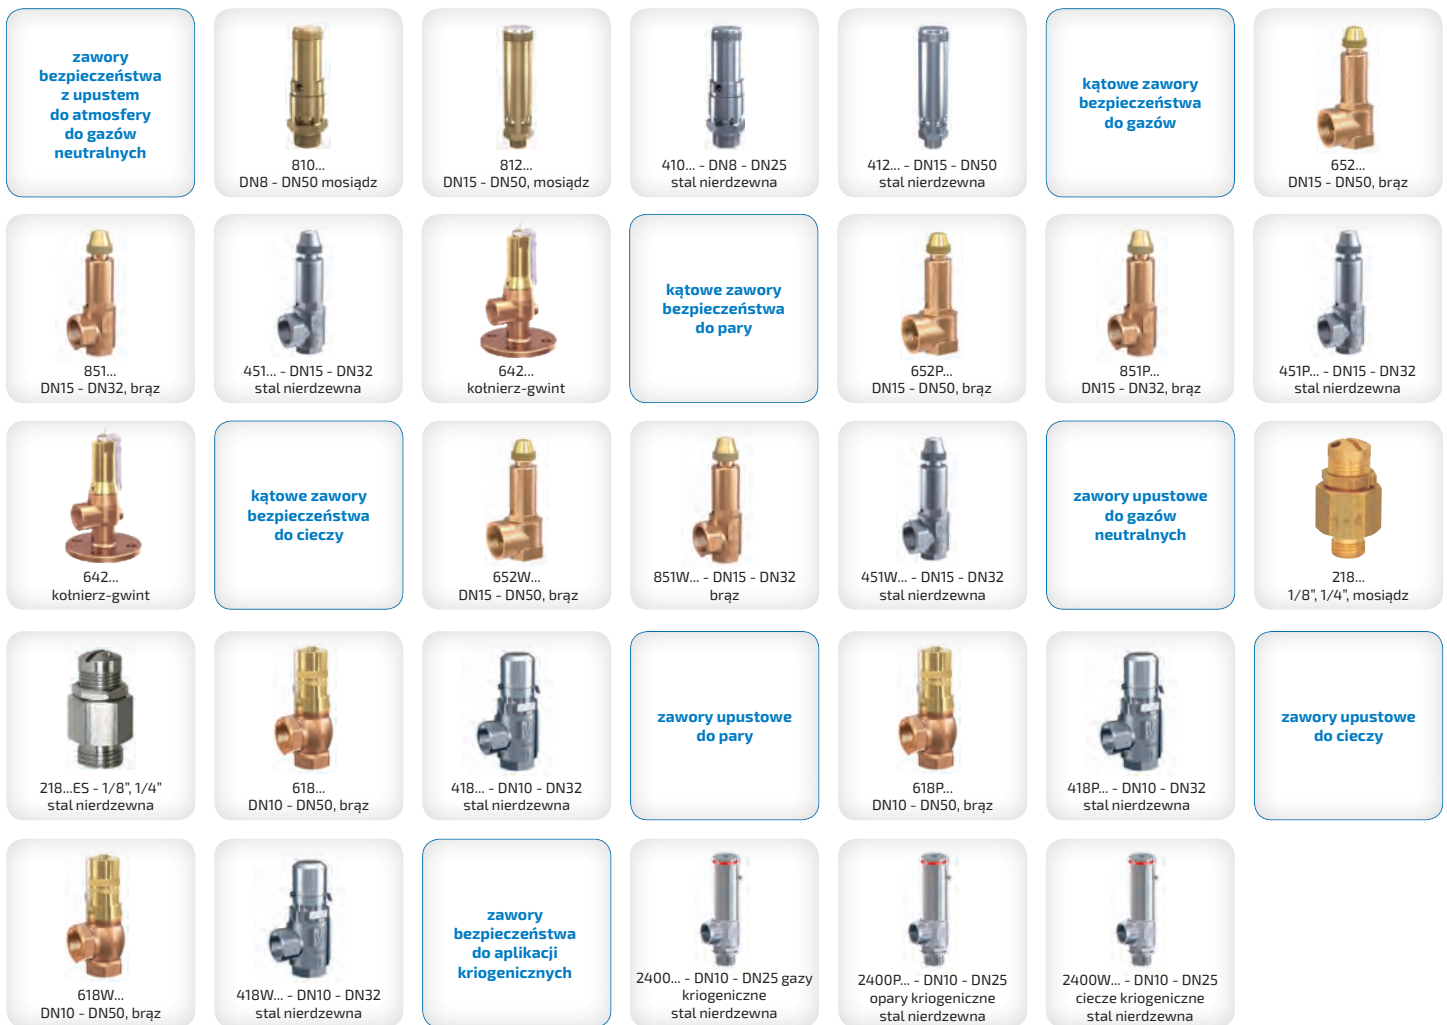 zawory
bezpieczeństwa
z upustem
do atmosfery
do gazów
neutralnych
810...
DN8 - DN50 mosiądz
812...
DN15 - DN50, mosiądz
410... - DN8 - DN25
stal nierdzewna
412... - DN15 - DN50
stal nierdzewna
kątowe zawory
bezpieczeństwa
do gazów
652...
DN15 - DN50, brąz
851...
DN15 - DN32, brąz
451... - DN15 - DN32
stal nierdzewna
642...
kołnierz-gwint
kątowe zawory
bezpieczeństwa
do pary
652P...
DN15 - DN50, brąz
851P...
DN15 - DN32, brąz
451P... - DN15 - DN32
stal nierdzewna
642...
kołnierz-gwint
kątowe zawory
bezpieczeństwa
do cieczy
652W...
DN15 - DN50, brąz
851W... - DN15 - DN32
brąz
451W... - DN15 - DN32
stal nierdzewna
zawory upustowe
do gazów
neutralnych
218...
1/8”, 1/4”, mosiądz
218...ES - 1/8”, 1/4”
stal nierdzewna
618...
DN10 - DN50, brąz
418... - DN10 - DN32
stal nierdzewna
zawory upustowe
do pary
618P...
DN10 - DN50, brąz
418P... - DN10 - DN32
stal nierdzewna
zawory upustowe
do cieczy
618W...
DN10 - DN50, brąz
418W... - DN10 - DN32
stal nierdzewna
zawory
bezpieczeństwa
do aplikacji
kriogenicznych
2400... - DN10 - DN25 gazy
kriogeniczne
stal nierdzewna
2400P... - DN10 - DN25
opary kriogeniczne
stal nierdzewna
2400W... - DN10 - DN25
ciecze kriogeniczne
stal nierdzewna